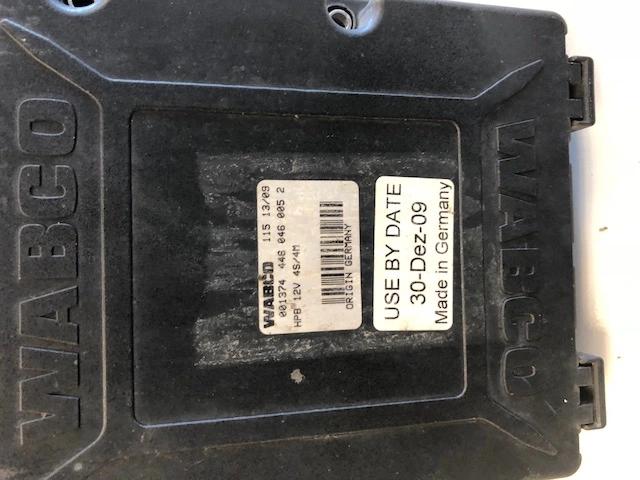 WABCO
WABCO 115 13/09
001374 446 046 005 2
HPB 12V 4S/4M
ORIGIN GERMANY
USE BY DATE
30-Dez-09
Made in Germany
WABCO